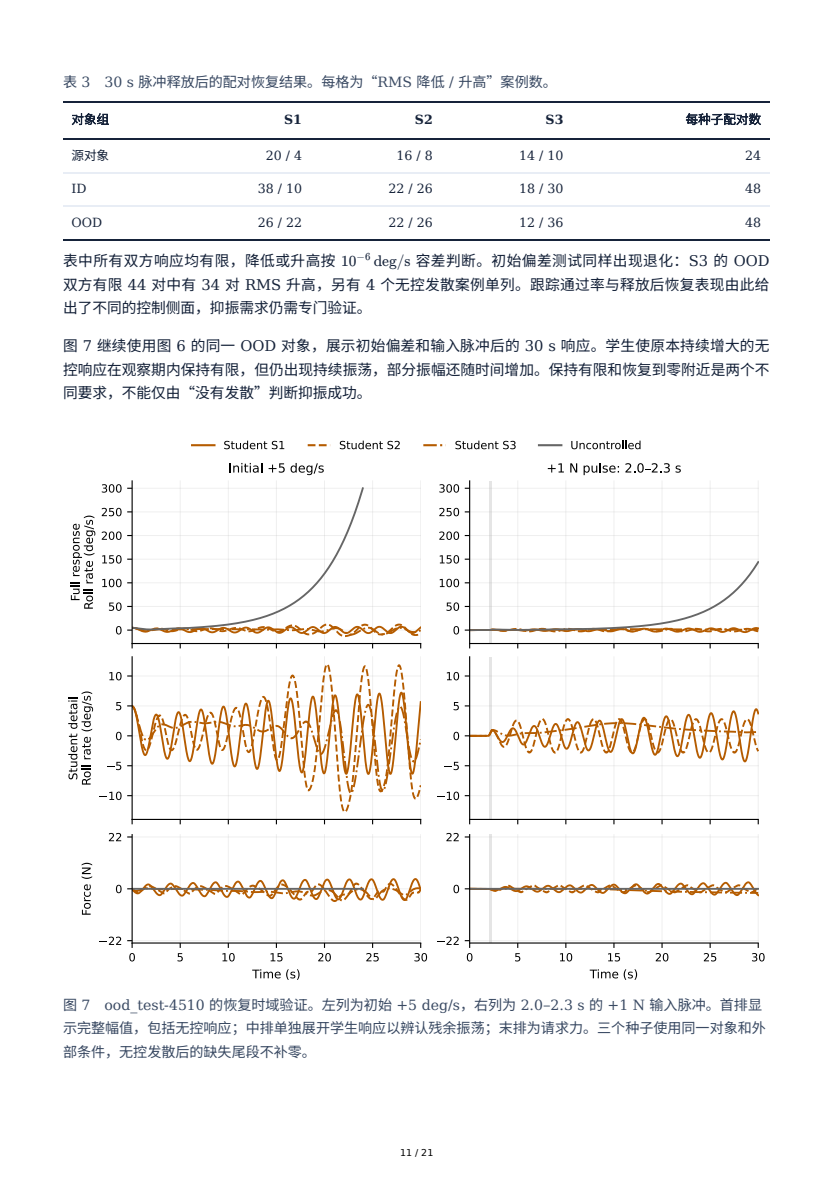 表 3 30 s 脉冲释放后的配对恢复结果。每格为“RMS 降低 / 升高”案例数。
对象组 S1 S2 S3 每种子配对数
源对象 20 / 4 16 / 8 14 / 10 24
ID 38 / 10 22 / 26 18 / 30 48
OOD 26 / 22 22 / 26 12 / 36 48
表中所有双方响应均有限，降低或升高按 10⁻⁶ deg/s 容差判断。初始偏差测试同样出现退化：S3 的 OOD
双方有限 44 对中有 34 对 RMS 升高，另有 4 个无控发散案例单列。跟踪通过率与释放后恢复表现由此给
出了不同的控制侧面，抑振需求仍需专门验证。
图 7 继续使用图 6 的同一 OOD 对象，展示初始偏差和输入脉冲后的 30 s 响应。学生使原本持续增大的无
控响应在观察期内保持有限，但仍出现持续振荡，部分振幅还随时间增加。保持有限和恢复到零附近是两个不
同要求，不能仅由“没有发散”判断抑振成功。
Student S1 Student S2 Student S3 Uncontrolled
Initial +5 deg/s
+1 N pulse: 2.0–2.3 s
Full response
Roll rate (deg/s)
300
250
200
150
100
50
0
300
250
200
150
100
50
0
Student detail
Roll rate (deg/s)
10
5
0
−5
−10
10
5
0
−5
−10
Force (N)
22
0
−22
22
0
−22
0 5 10 15 20 25 30
0 5 10 15 20 25 30
Time (s)
Time (s)
图 7 ood_test-4510 的恢复时域验证。左列为初始 +5 deg/s，右列为 2.0–2.3 s 的 +1 N 输入脉冲。首排显
示完整幅值，包括无控响应；中排单独展开学生响应以辨认残余振荡；末排为请求力。三个种子使用同一对象和外
部条件，无控发散后的缺失尾段不补零。
11 / 21